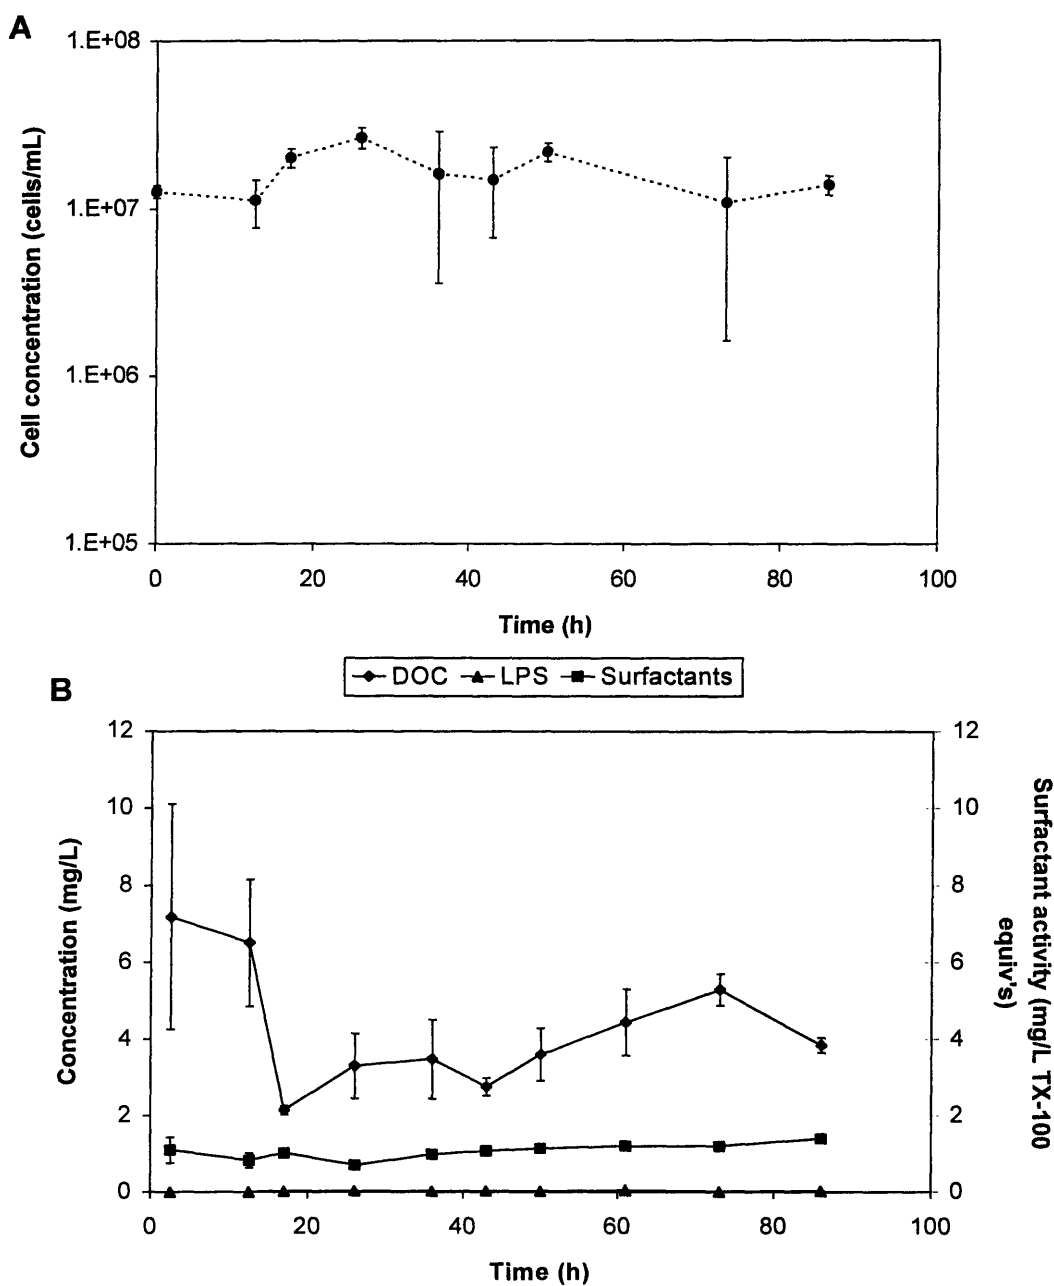 A
1.E+08
1.E+07
1.E+06
1.E+05
Cell concentration (cells/mL)
0 20 40 60 80 100
Time (h)
DOC LPS Surfactants
B
12 12
10 10
8 8
6 6
4 4
2 2
0 0
Concentration (mg/L)
Surfactant activity (mg/L TX-100
equiv's)
0 20 40 60 80 100
Time (h)